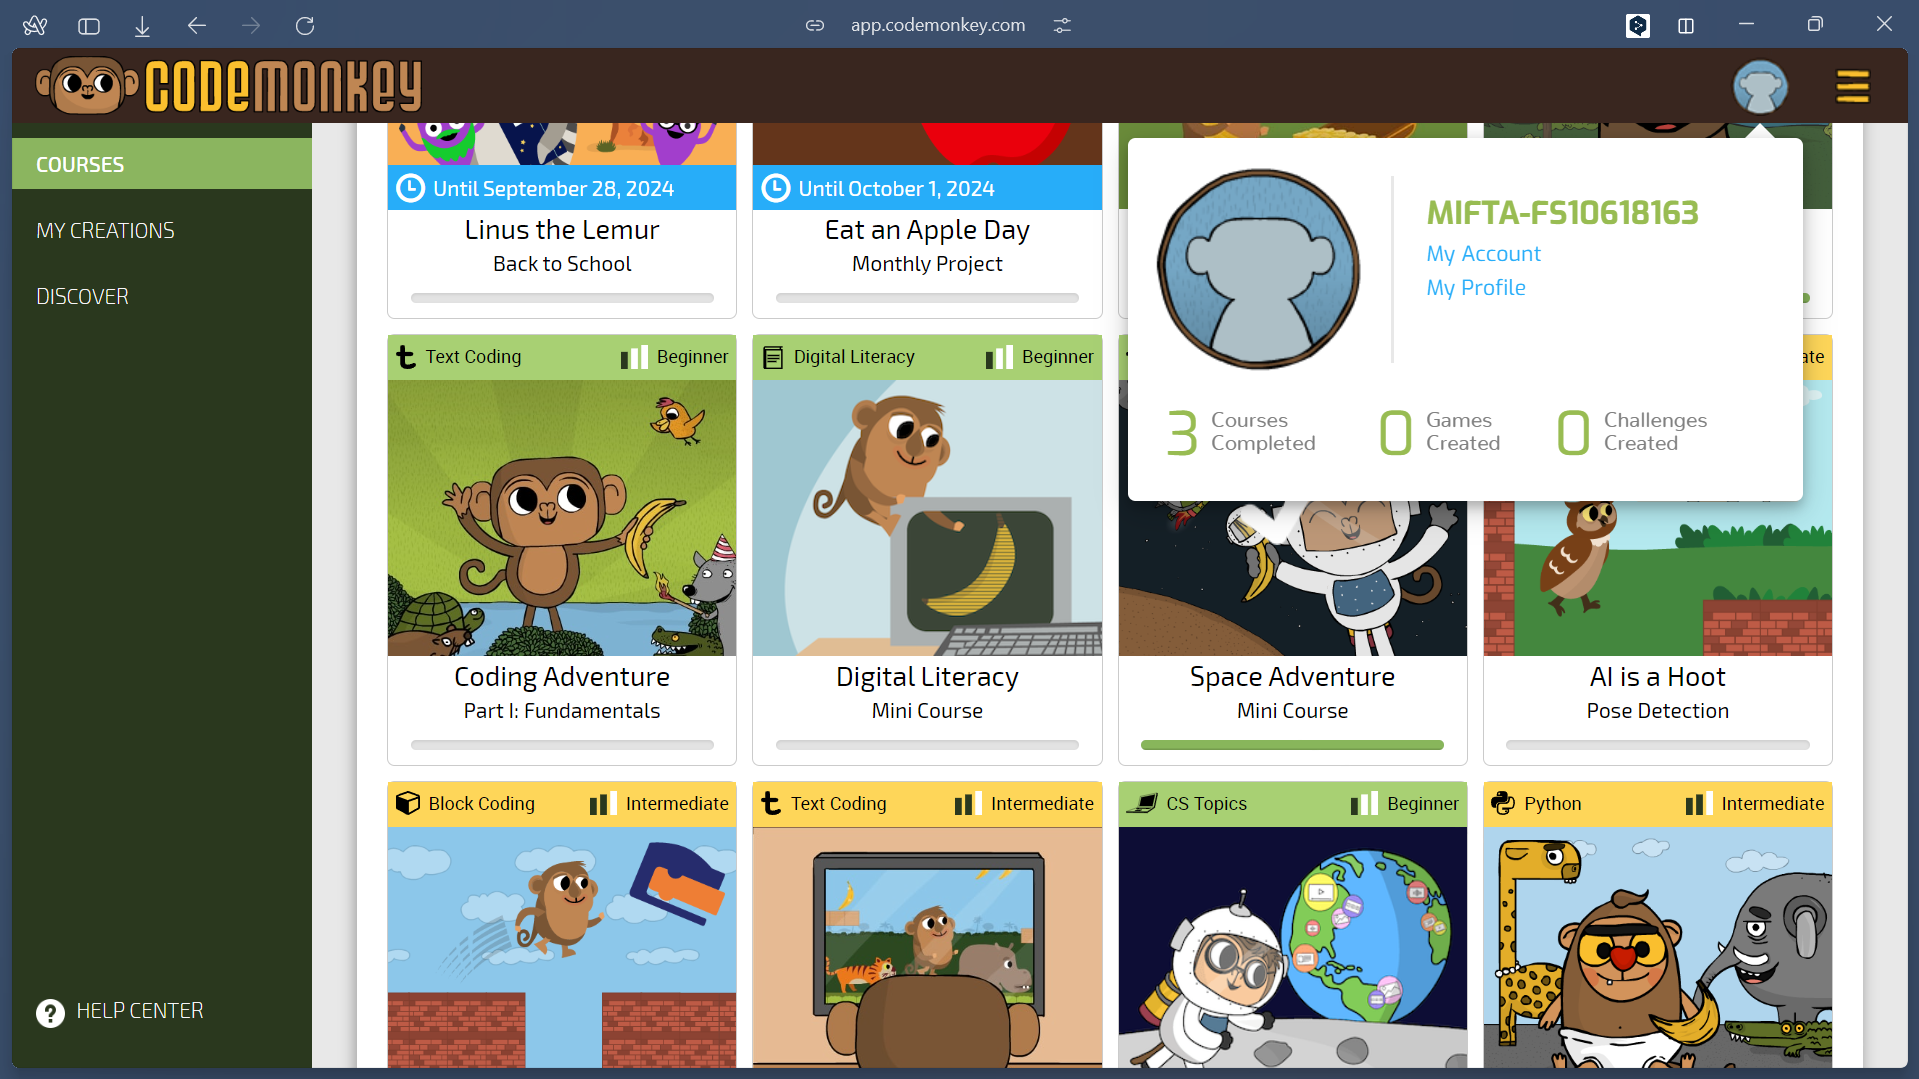 app.codemonkey.com
CODEMONKEY
COURSES
MY CREATIONS
DISCOVER
HELP CENTER
Until September 28, 2024
Linus the Lemur
Back to School
Until October 1, 2024
Eat an Apple Day
Monthly Project
MIFTA-FS10618163
My Account
My Profile
3 Courses Completed
0 Games Created
0 Challenges Created
Text Coding Beginner
Coding Adventure
Part I: Fundamentals
Digital Literacy Beginner
Digital Literacy
Mini Course
Space Adventure
Mini Course
ate
AI is a Hoot
Pose Detection
Block Coding Intermediate
Text Coding Intermediate
CS Topics Beginner
Python Intermediate